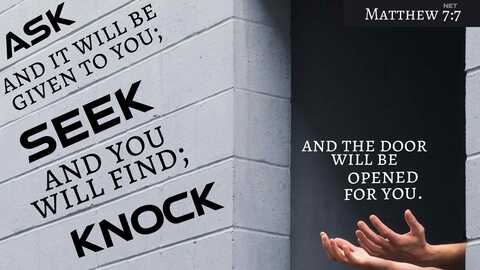 ASK
AND IT WILL BE
GIVEN TO YOU;
SEEK
AND YOU
WILL FIND;
KNOCK
AND THE DOOR
WILL BE
OPENED
FOR YOU.
NET
MATTHEW 7:7